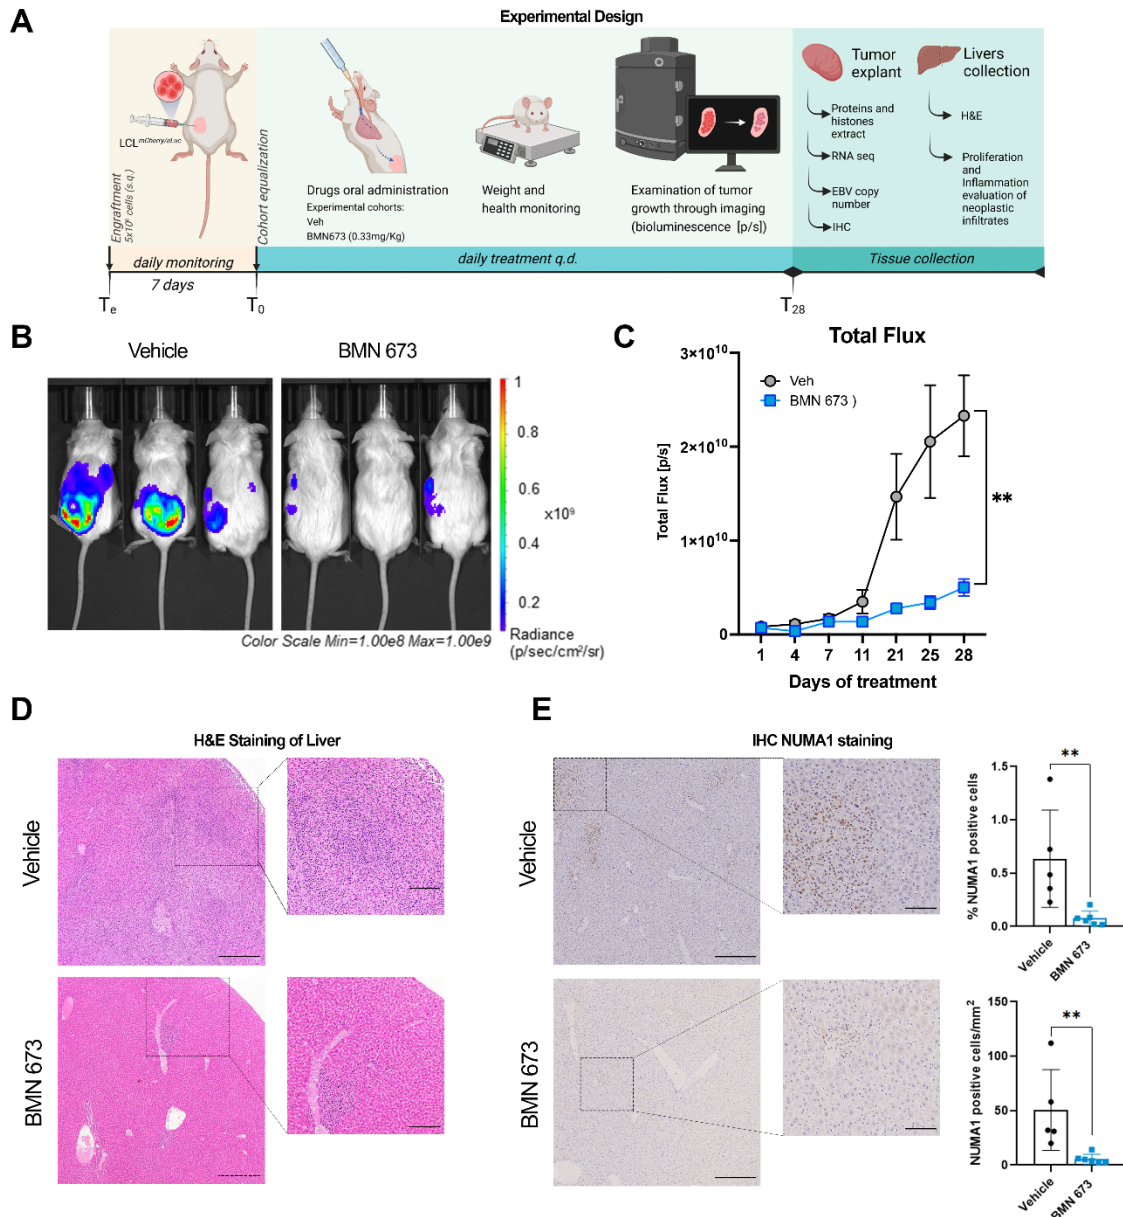 A
Experimental Design
LCL mCherry/eLuc
Engraftment
5x10⁶ cells (s.q.)
Cohort equalization
Drugs oral administration
Experimental cohorts:
Veh
BMN673 (0.33mg/Kg)
Weight and
health monitoring
Examination of tumor
growth through imaging
(bioluminescence [p/s])
Tumor
explant
Proteins and
histones
extract
RNA seq
EBV copy
number
IHC
Livers
collection
H&E
Proliferation
and
Inflammation
evaluation of
neoplastic
infiltrates
daily monitoring
daily treatment q.d.
Tissue collection
7 days
Te
T0
T28
B
Vehicle
BMN 673
1
0.8
0.6
x10⁹
0.4
0.2
Radiance
(p/sec/cm²/sr)
Color Scale Min=1.00e8 Max=1.00e9
C
Total Flux
Veh
BMN 673 )
Total Flux [p/s]
3×10¹⁰
2×10¹⁰
1×10¹⁰
0
**
1 4 7 11 21 25 28
Days of treatment
D
H&E Staining of Liver
Vehicle
BMN 673
E
IHC NUMA1 staining
Vehicle
BMN 673
% NUMA1 positive cells
1.5
1.0
0.5
0.0
**
Vehicle
BMN 673
NUMA1 positive cells/mm²
150
100
50
0
**
Vehicle
BMN 673